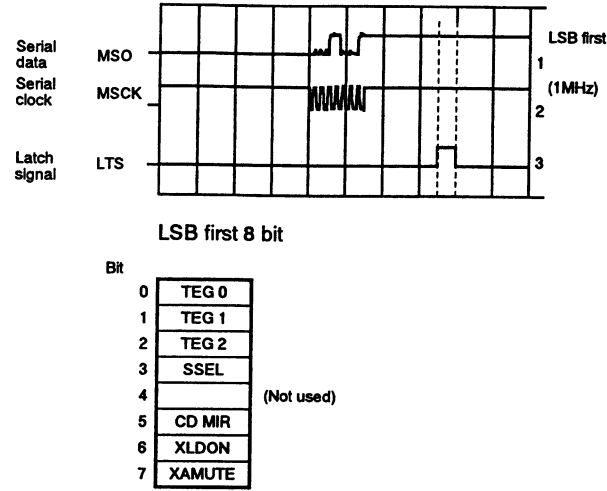 LSB first
Serial data MSO 1
Serial clock MSCK (1MHz)
2
Latch signal LTS 3
LSB first 8 bit
Bit
0 TEG 0
1 TEG 1
2 TEG 2
3 SSEL
4 (Not used)
5 CD MIR
6 XLDON
7 XAMUTE